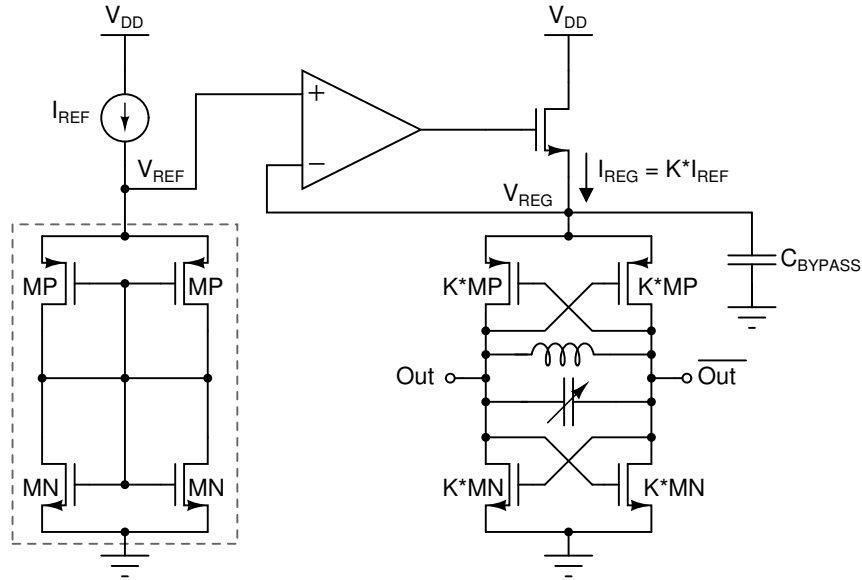 V_DD
V_DD
I_REF
+
−
V_REF
I_REG = K*I_REF
V_REG
MP
MP
K*MP
K*MP
C_BYPASS
Out
Out
MN
MN
K*MN
K*MN